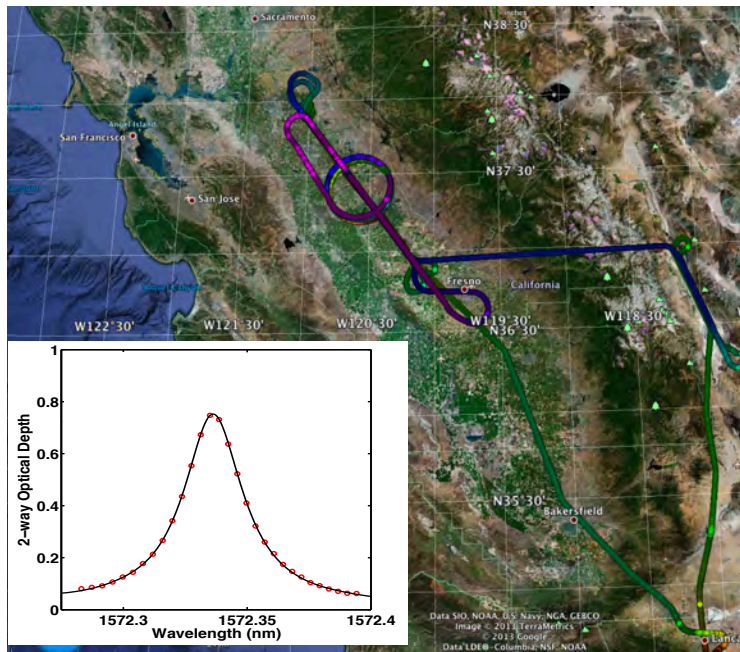 Sacramento
inches
N38°30'
Angel Island
San Francisco
N37°30'
San Jose
Fresno
California
W122°30'
W121°30'
W120°30'
W119°30'
W118°30'
N36°30'
N35°30'
Bakersfield
Data SIO, NOAA, U.S. Navy, NGA, GEBCO
Image © 2013 TerraMetrics
© 2013 Google
Data LDEO-Columbia, NSF, NOAA
Lanca
1
0.8
0.6
0.4
0.2
0
2-way Optical Depth
1572.3
1572.35
1572.4
Wavelength (nm)